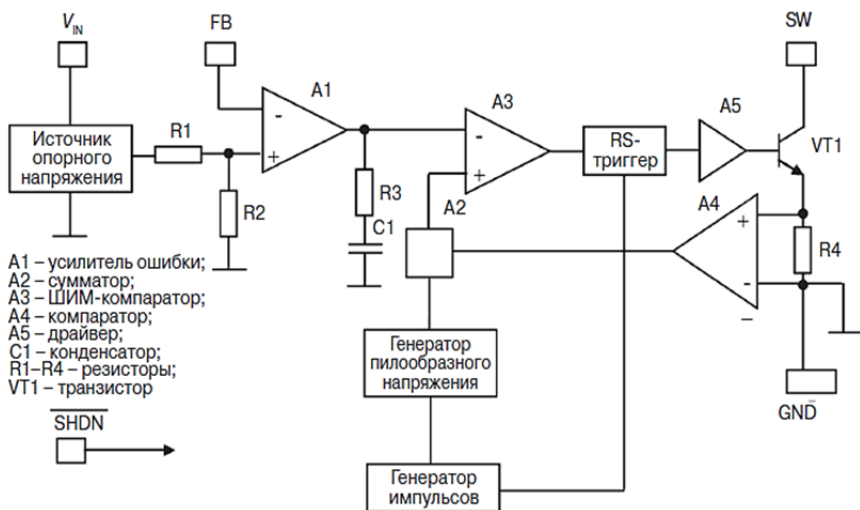 VIN
FB
SW
A1
A3
A5
Источник
опорного
напряжения
R1
-
+
-
+
RS-
триггер
VT1
R2
R3
C1
A2
A4
+
-
R4
A1 – усилитель ошибки;
A2 – сумматор;
A3 – ШИМ-компаратор;
A4 – компаратор;
A5 – драйвер;
C1 – конденсатор;
R1–R4 – резисторы;
VT1 – транзистор
Генератор
пилообразного
напряжения
GND
SHDN
Генератор
импульсов